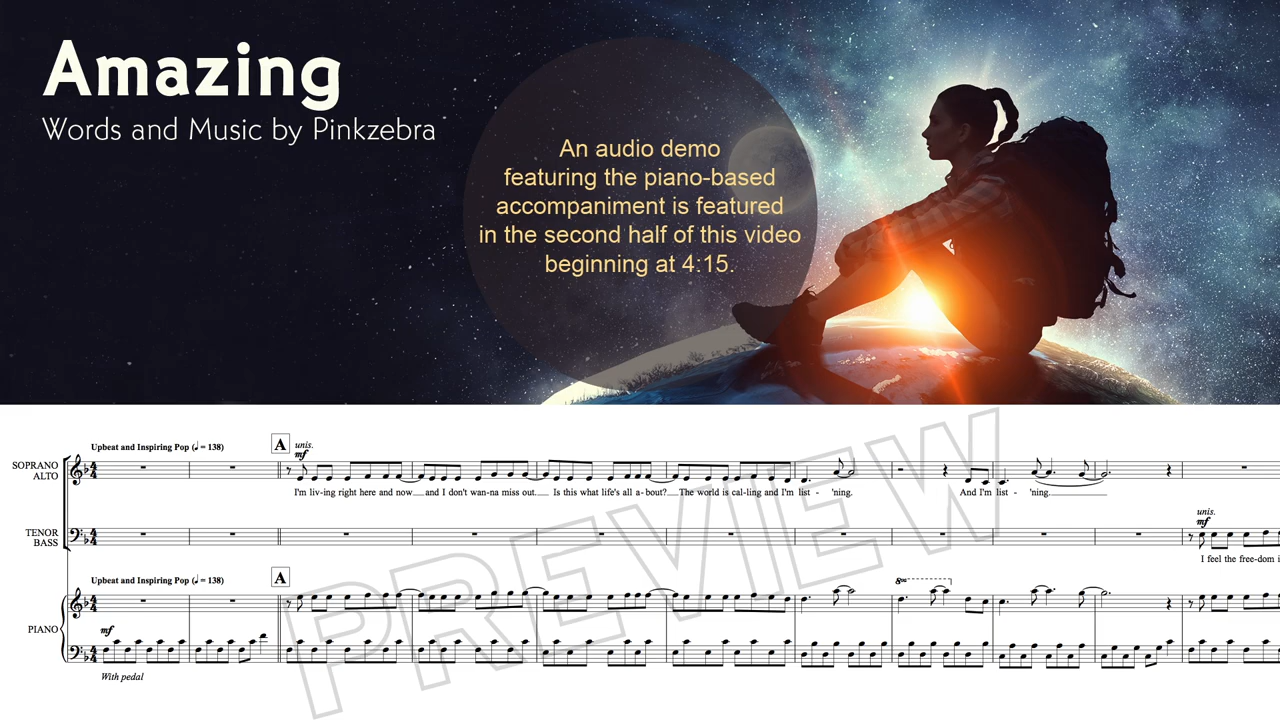 Amazing
Words and Music by Pinkzebra
An audio demo
featuring the piano-based
accompaniment is featured
in the second half of this video
beginning at 4:15.
Upbeat and Inspiring Pop (♩ = 138)
A
unis.
mf
SOPRANO
ALTO
I'm liv-ing right here and now and I don't wan-na miss out. Is this what life's all a-bout? The world is cal-ling and I'm list - 'ning. And I'm list - 'ning.
unis.
mf
TENOR
BASS
I feel the free-dom i
Upbeat and Inspiring Pop (♩ = 138)
A
8va
PIANO
mf
With pedal
PREVIEW